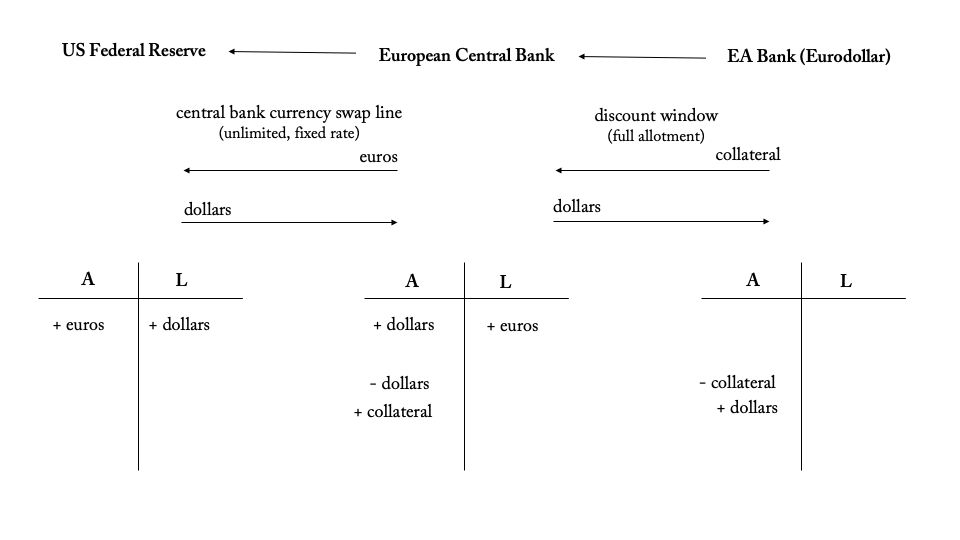 US Federal Reserve
European Central Bank
EA Bank (Eurodollar)
central bank currency swap line
(unlimited, fixed rate)
euros
dollars
discount window
(full allotment)
collateral
dollars
A L
+ euros + dollars
A L
+ dollars + euros
- dollars
+ collateral
A L
- collateral
+ dollars